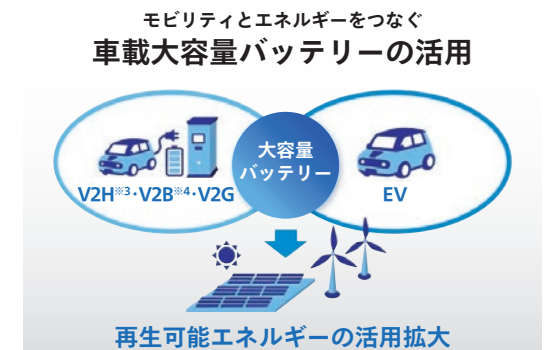 モビリティとエネルギーをつなぐ
車載大容量バッテリーの活用
大容量
バッテリー
V2H※3・V2B※4・V2G
EV
再生可能エネルギーの活用拡大